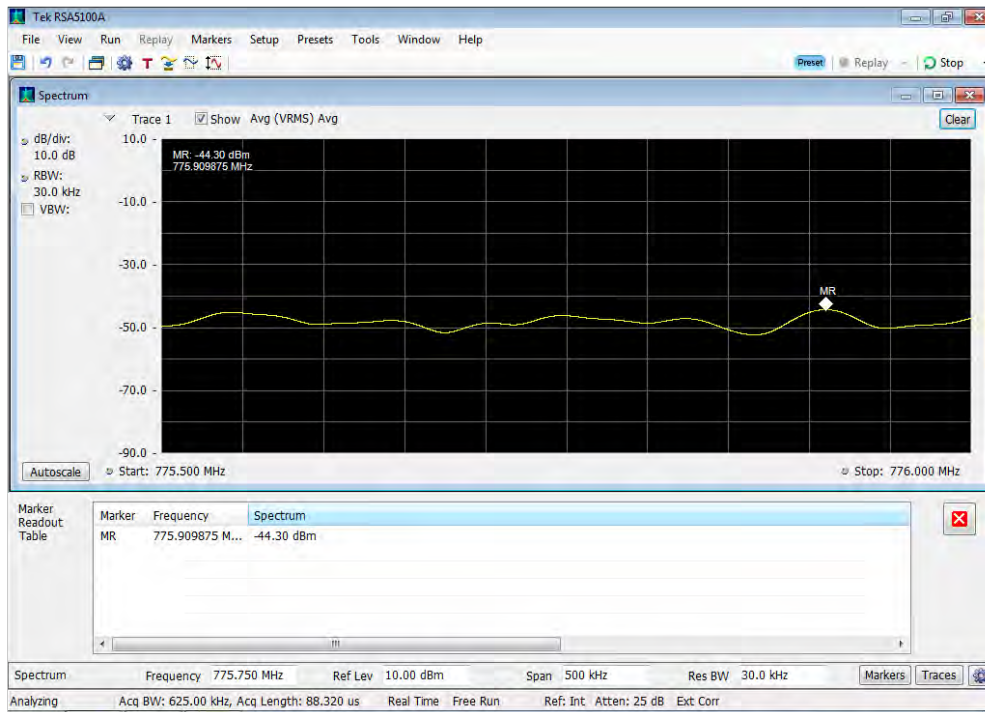 Tek RSA5100A
File View Run Replay Markers Setup Presets Tools Window Help
T
Preset Replay Stop
Spectrum
Trace 1 Show Avg (VRMS) Avg Clear
dB/div:
10.0 dB
RBW:
30.0 kHz
VBW:
10.0
-10.0
-30.0
-50.0
-70.0
-90.0
MR: -44.30 dBm
775.909875 MHz
MR
Autoscale Start: 775.500 MHz Stop: 776.000 MHz
Marker
Readout
Table
Marker Frequency Spectrum
MR 775.909875 M... -44.30 dBm
Spectrum Frequency 775.750 MHz Ref Lev 10.00 dBm Span 500 kHz Res BW 30.0 kHz Markers Traces
Analyzing Acq BW: 625.00 kHz, Acq Length: 88.320 us Real Time Free Run Ref: Int Atten: 25 dB Ext Corr